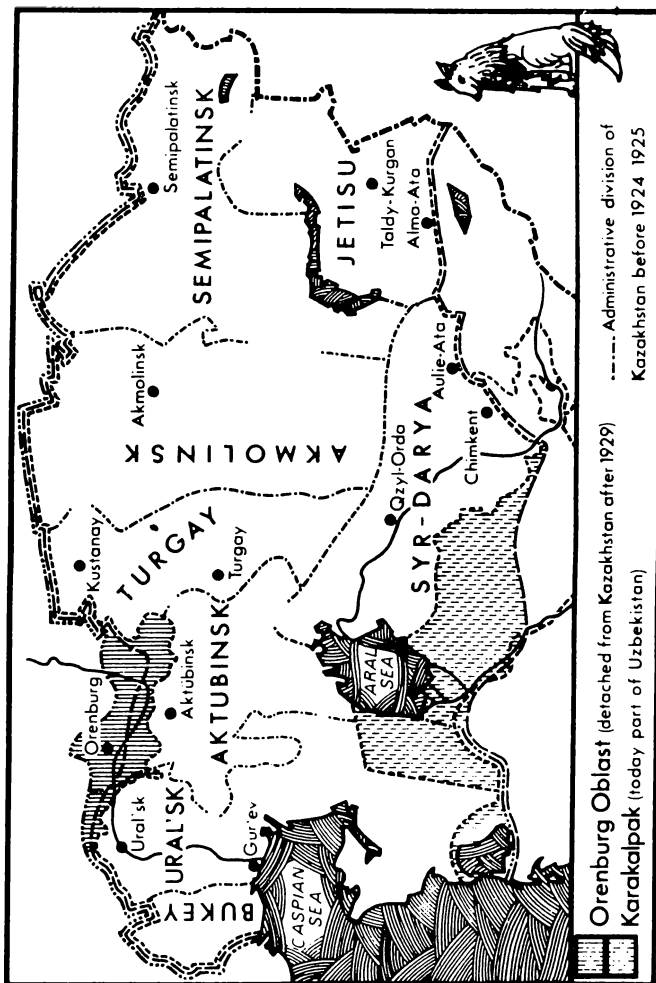 Semipalatinsk
SEMIPALATINSK
JETISU
Taldy-Kurgan
Alma-Ata
Akmolinsk
AKMOLINSK
Aulie-Ata
Chimkent
Qzyl-Orda
SYR-DARYA
Kustanay
TURGAY
Turgay
Orenburg
Aktübinsk
AKTUBINSK
ARAL
SEA
Ural'sk
URAL'SK
Gur'ev
BUKEY
CASPIAN
SEA
Orenburg Oblast (detached from Kazakhstan after 1929)
Karakalpak (today part of Uzbekistan)
Administrative division of
Kazakhstan before 1924 1925